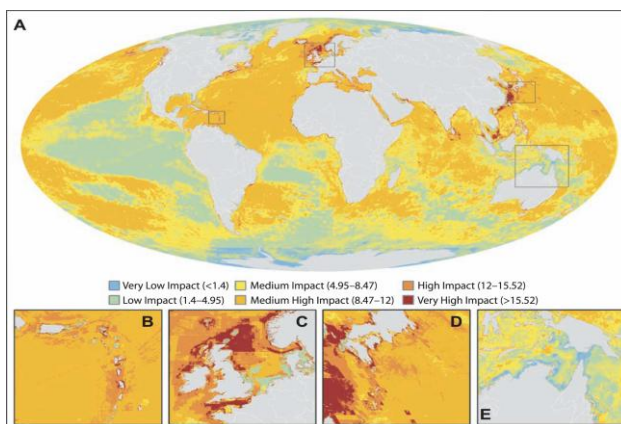 A
Very Low Impact (<1.4) Medium Impact (4.95–8.47) High Impact (12–15.52)
Low Impact (1.4–4.95) Medium High Impact (8.47–12) Very High Impact (>15.52)
B
C
D
E